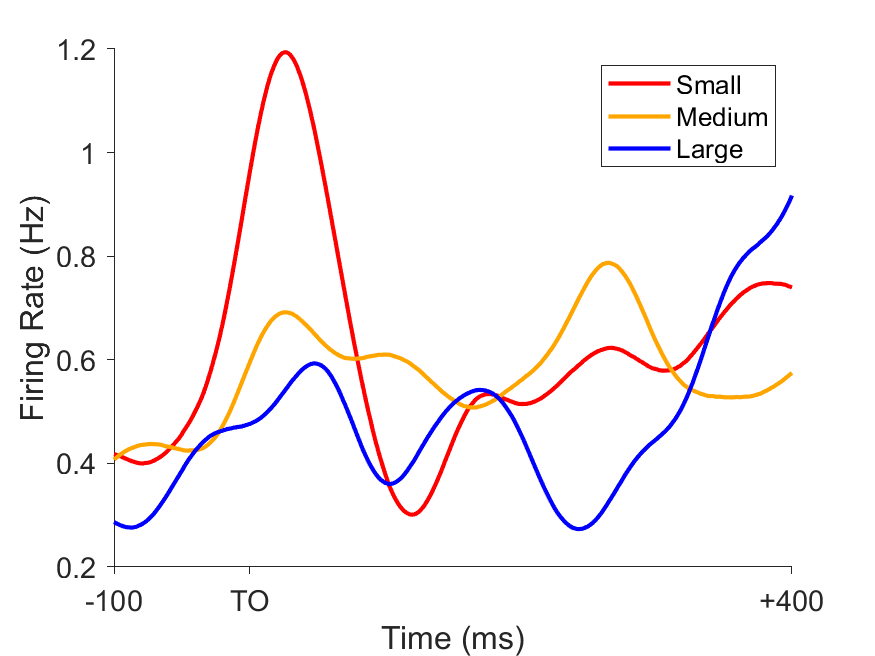 Firing Rate (Hz)
1.2
1
0.8
0.6
0.4
0.2
Small
Medium
Large
-100 TO +400
Time (ms)